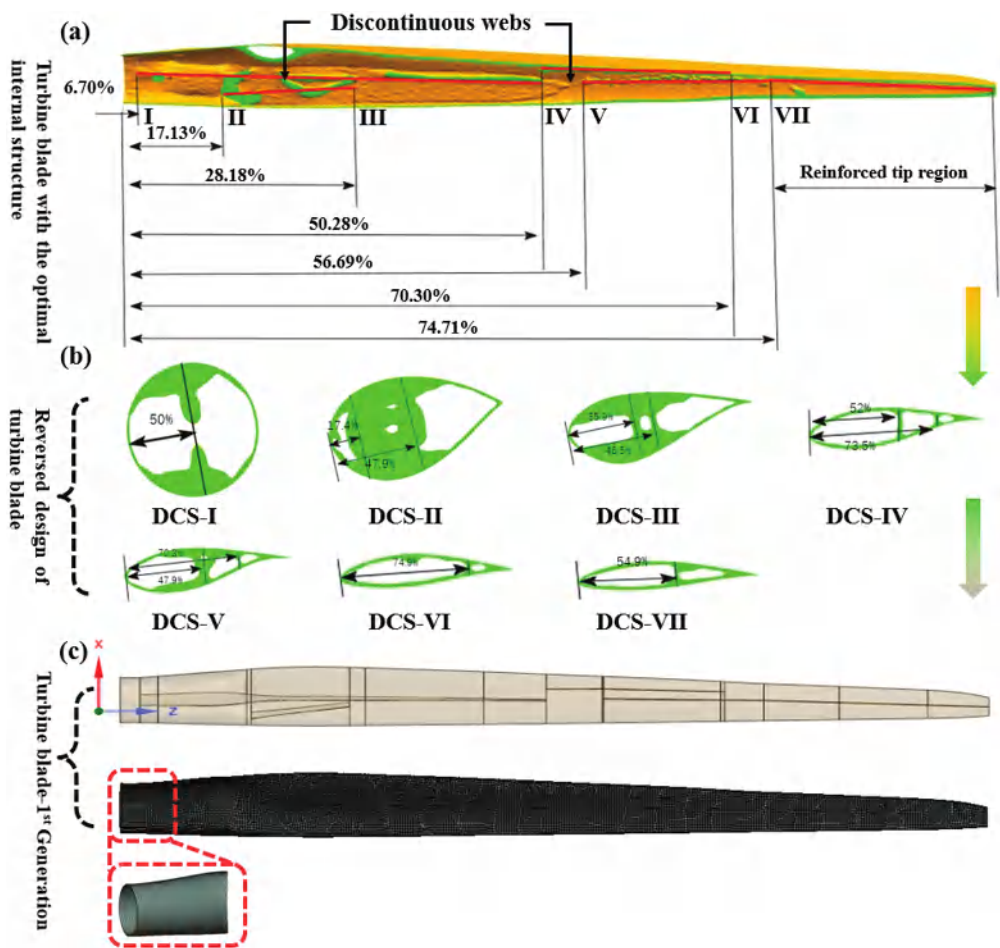 (a)
Discontinuous webs
Turbine blade with the optimal
internal structure
6.70%
I
II
III
IV
V
VI
VII
17.13%
28.18%
Reinforced tip region
50.28%
56.69%
70.30%
74.71%
(b)
Reversed design of
turbine blade
50%
17.4%
47.9%
52%
73.5%
DCS-I
DCS-II
DCS-III
DCS-IV
47.9%
74.9%
54.9%
DCS-V
DCS-VI
DCS-VII
(c)
x
z
Turbine blade-1st Generation